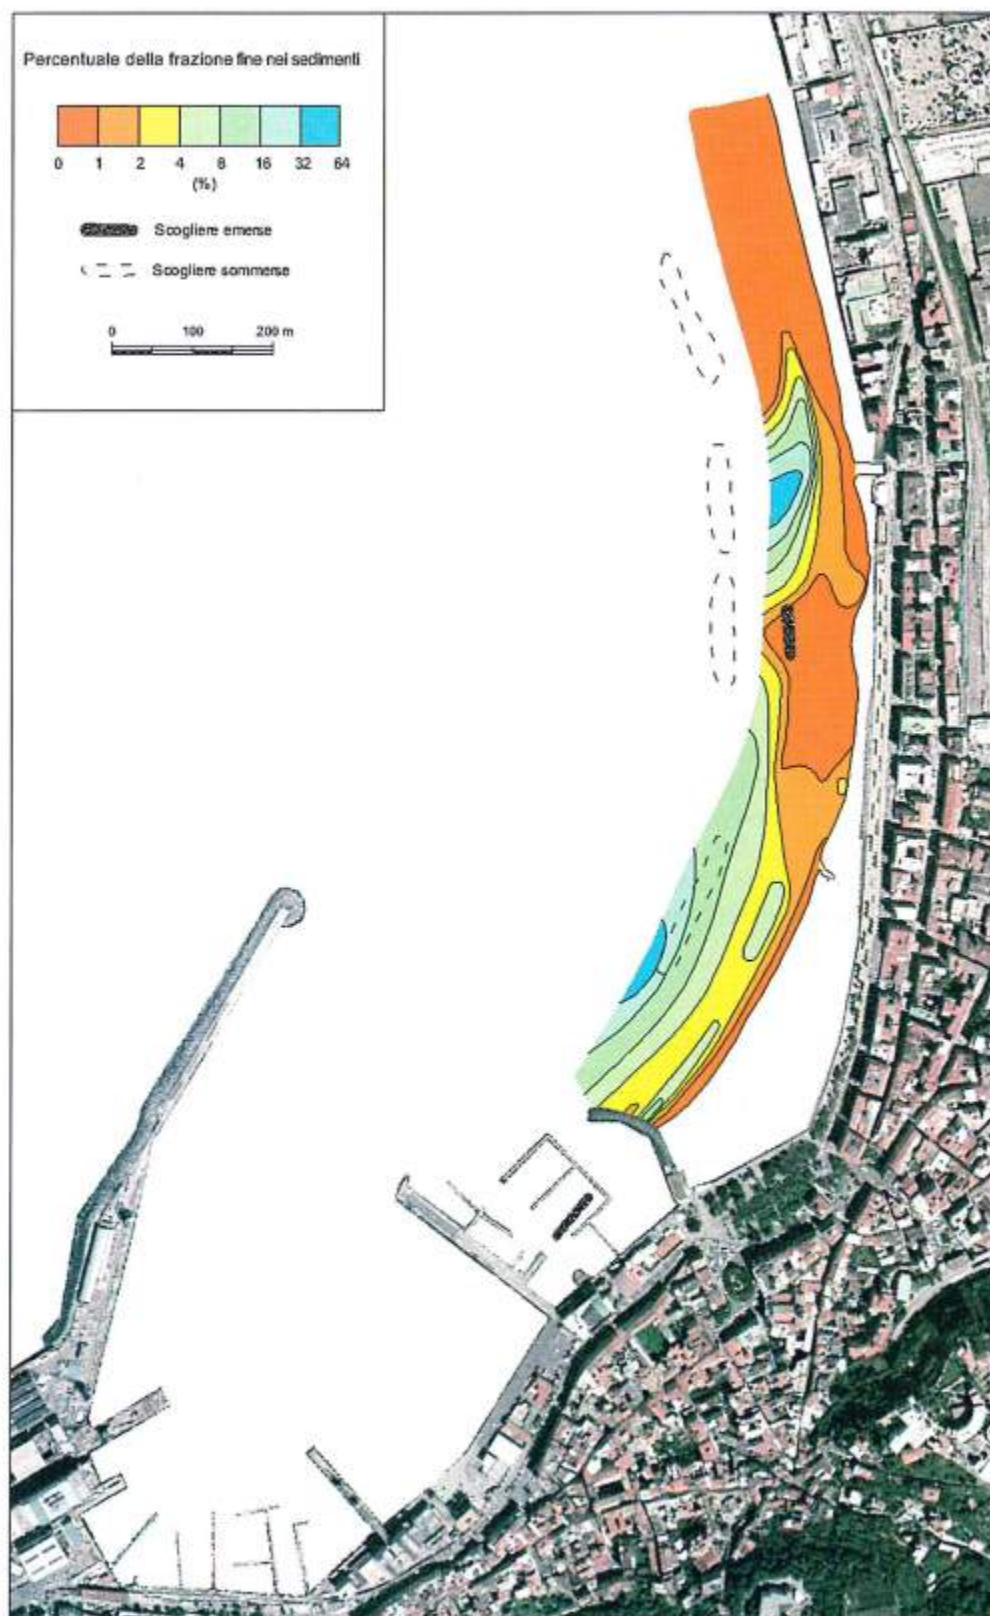 Percentuale della frazione fine nei sedimenti
0 1 2 4 8 16 32 64
(%)
Scogliere emerse
Scogliere sommerse
0 100 200 m